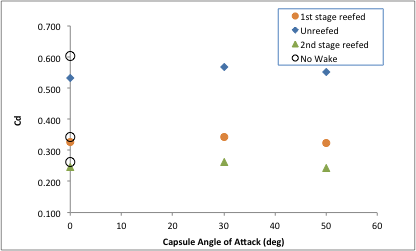 1st stage reefed
Unreefed
2nd stage reefed
No Wake
0.700
0.600
0.500
0.400
0.300
0.200
0.100
Cd
0 10 20 30 40 50 60
Capsule Angle of Attack (deg)